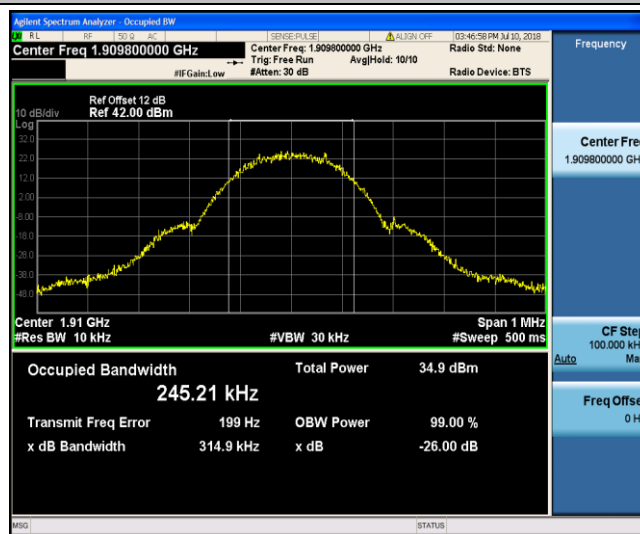 Agilent Spectrum Analyzer - Occupied BW
RL RF 50 Ω AC SENSE:PULSE ALIGN OFF 03:46:58 PM Jul 10, 2018
Center Freq 1.909800000 GHz
Center Freq: 1.909800000 GHz
Radio Std: None
Trig: Free Run Avg|Hold: 10/10
#IFGain:Low
#Atten: 30 dB
Radio Device: BTS
Ref Offset 12 dB
10 dB/div Ref 42.00 dBm
Log
32.0
22.0
12.0
2.00
-8.00
-18.0
-28.0
-38.0
-48.0
Center 1.91 GHz
Span 1 MHz
#Res BW 10 kHz
#VBW 30 kHz
#Sweep 500 ms
Occupied Bandwidth
245.21 kHz
Total Power 34.9 dBm
Transmit Freq Error 199 Hz
OBW Power 99.00 %
x dB Bandwidth 314.9 kHz
x dB -26.00 dB
MSG
STATUS
Frequency
Center Fre
1.909800000 GH
CF Ste
100.000 kH
Auto Ma
Freq Offse
0 H